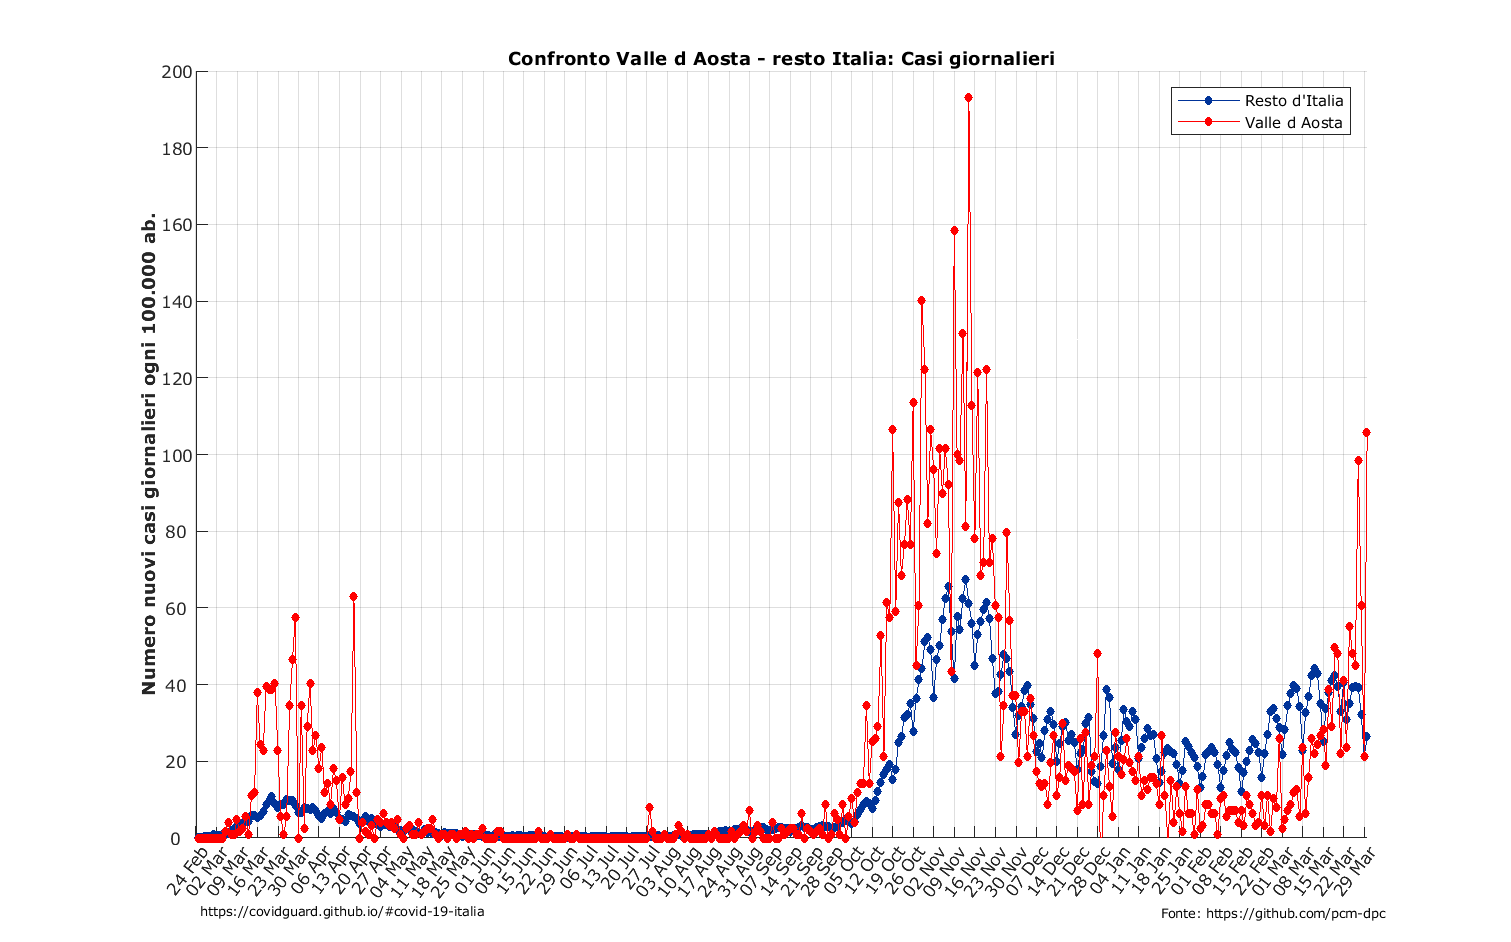 Confronto Valle d Aosta - resto Italia: Casi giornalieri
Resto d'Italia
Valle d Aosta
Numero nuovi casi giornalieri ogni 100.000 ab.
200
180
160
140
120
100
80
60
40
20
0
24 Feb
02 Mar
09 Mar
16 Mar
23 Mar
30 Mar
06 Apr
13 Apr
20 Apr
27 Apr
04 May
11 May
18 May
25 May
01 Jun
08 Jun
15 Jun
22 Jun
29 Jun
06 Jul
13 Jul
20 Jul
27 Jul
03 Aug
10 Aug
17 Aug
24 Aug
31 Aug
07 Sep
14 Sep
21 Sep
28 Sep
05 Oct
12 Oct
19 Oct
26 Oct
02 Nov
09 Nov
16 Nov
23 Nov
30 Nov
07 Dec
14 Dec
21 Dec
28 Dec
04 Jan
11 Jan
18 Jan
25 Jan
01 Feb
08 Feb
15 Feb
22 Feb
01 Mar
08 Mar
15 Mar
22 Mar
29 Mar
https://covidguard.github.io/#covid-19-italia
Fonte: https://github.com/pcm-dpc